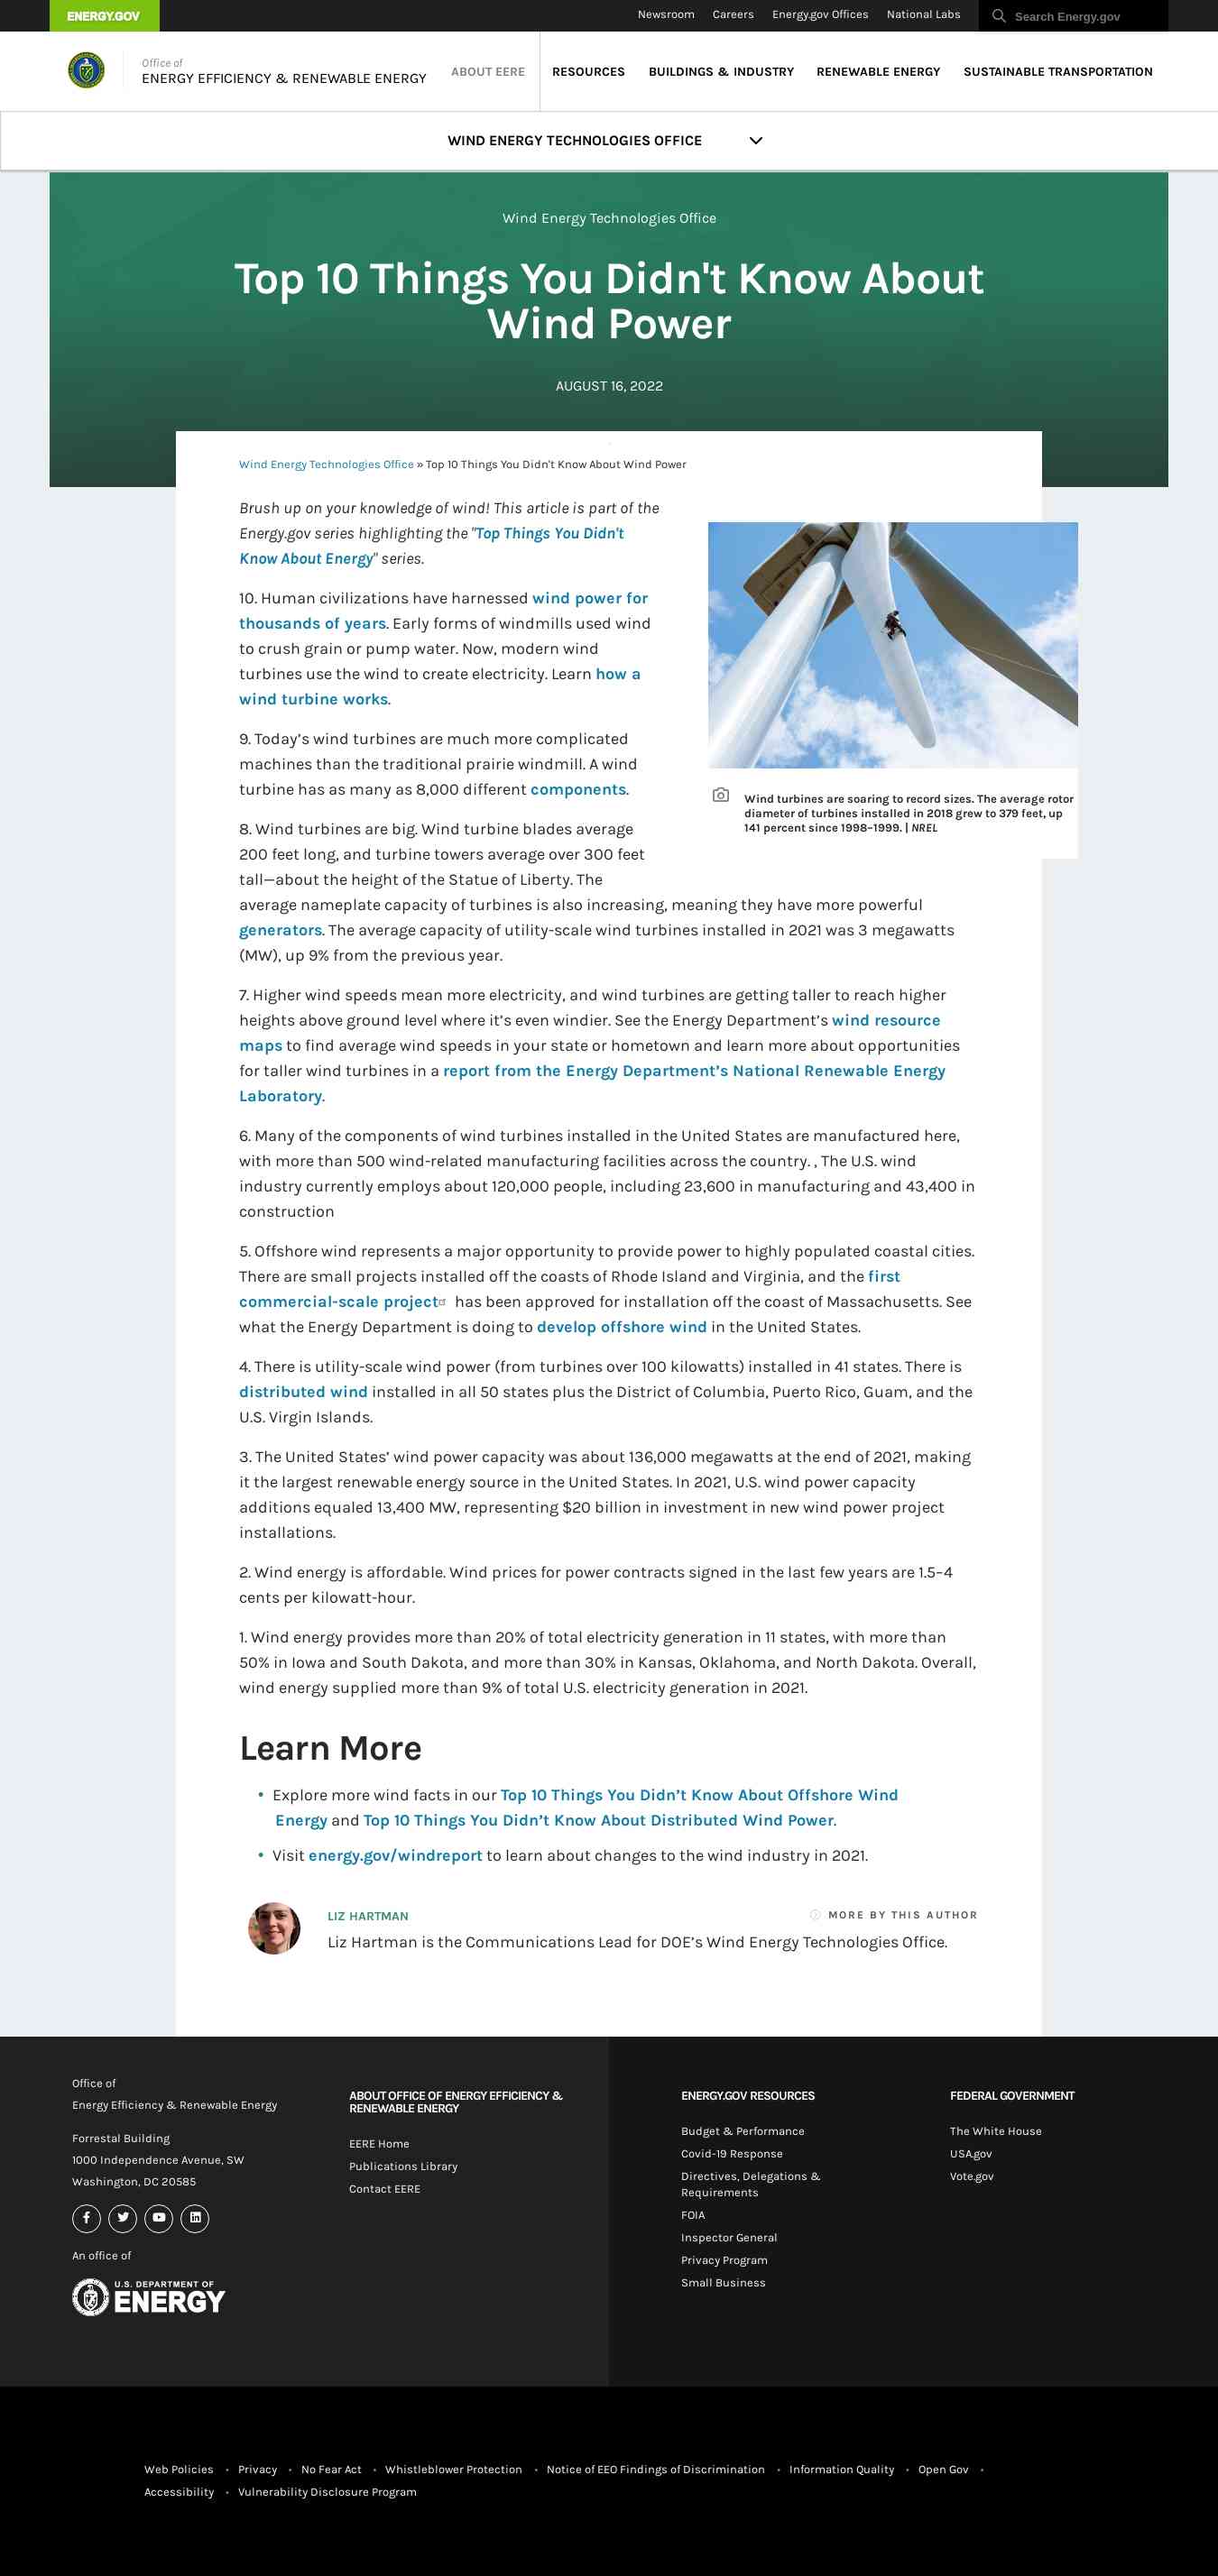 ENERGY.GOV
Newsroom Careers Energy.gov Offices National Labs Search Energy.gov
Office of
ENERGY EFFICIENCY & RENEWABLE ENERGY
ABOUT EERE RESOURCES BUILDINGS & INDUSTRY RENEWABLE ENERGY SUSTAINABLE TRANSPORTATION
WIND ENERGY TECHNOLOGIES OFFICE
Wind Energy Technologies Office
Top 10 Things You Didn't Know About
Wind Power
AUGUST 16, 2022
Wind Energy Technologies Office » Top 10 Things You Didn't Know About Wind Power
Brush up on your knowledge of wind! This article is part of the
Energy.gov series highlighting the "Top Things You Didn't
Know About Energy" series.
10. Human civilizations have harnessed wind power for
thousands of years. Early forms of windmills used wind
to crush grain or pump water. Now, modern wind
turbines use the wind to create electricity. Learn how a
wind turbine works.
9. Today’s wind turbines are much more complicated
machines than the traditional prairie windmill. A wind
turbine has as many as 8,000 different components.
Wind turbines are soaring to record sizes. The average rotor
diameter of turbines installed in 2018 grew to 379 feet, up
141 percent since 1998–1999. | NREL
8. Wind turbines are big. Wind turbine blades average
200 feet long, and turbine towers average over 300 feet
tall—about the height of the Statue of Liberty. The
average nameplate capacity of turbines is also increasing, meaning they have more powerful
generators. The average capacity of utility-scale wind turbines installed in 2021 was 3 megawatts
(MW), up 9% from the previous year.
7. Higher wind speeds mean more electricity, and wind turbines are getting taller to reach higher
heights above ground level where it’s even windier. See the Energy Department’s wind resource
maps to find average wind speeds in your state or hometown and learn more about opportunities
for taller wind turbines in a report from the Energy Department’s National Renewable Energy
Laboratory.
6. Many of the components of wind turbines installed in the United States are manufactured here,
with more than 500 wind-related manufacturing facilities across the country. , The U.S. wind
industry currently employs about 120,000 people, including 23,600 in manufacturing and 43,400 in
construction
5. Offshore wind represents a major opportunity to provide power to highly populated coastal cities.
There are small projects installed off the coasts of Rhode Island and Virginia, and the first
commercial-scale project has been approved for installation off the coast of Massachusetts. See
what the Energy Department is doing to develop offshore wind in the United States.
4. There is utility-scale wind power (from turbines over 100 kilowatts) installed in 41 states. There is
distributed wind installed in all 50 states plus the District of Columbia, Puerto Rico, Guam, and the
U.S. Virgin Islands.
3. The United States’ wind power capacity was about 136,000 megawatts at the end of 2021, making
it the largest renewable energy source in the United States. In 2021, U.S. wind power capacity
additions equaled 13,400 MW, representing $20 billion in investment in new wind power project
installations.
2. Wind energy is affordable. Wind prices for power contracts signed in the last few years are 1.5–4
cents per kilowatt-hour.
1. Wind energy provides more than 20% of total electricity generation in 11 states, with more than
50% in Iowa and South Dakota, and more than 30% in Kansas, Oklahoma, and North Dakota. Overall,
wind energy supplied more than 9% of total U.S. electricity generation in 2021.
Learn More
• Explore more wind facts in our Top 10 Things You Didn’t Know About Offshore Wind
Energy and Top 10 Things You Didn’t Know About Distributed Wind Power.
• Visit energy.gov/windreport to learn about changes to the wind industry in 2021.
LIZ HARTMAN MORE BY THIS AUTHOR
Liz Hartman is the Communications Lead for DOE’s Wind Energy Technologies Office.
Office of
Energy Efficiency & Renewable Energy
Forrestal Building
1000 Independence Avenue, SW
Washington, DC 20585
An office of
U.S. DEPARTMENT OF
ENERGY
ABOUT OFFICE OF ENERGY EFFICIENCY &
RENEWABLE ENERGY
EERE Home
Publications Library
Contact EERE
ENERGY.GOV RESOURCES
Budget & Performance
Covid-19 Response
Directives, Delegations &
Requirements
FOIA
Inspector General
Privacy Program
Small Business
FEDERAL GOVERNMENT
The White House
USA.gov
Vote.gov
Web Policies • Privacy • No Fear Act • Whistleblower Protection • Notice of EEO Findings of Discrimination • Information Quality • Open Gov •
Accessibility • Vulnerability Disclosure Program